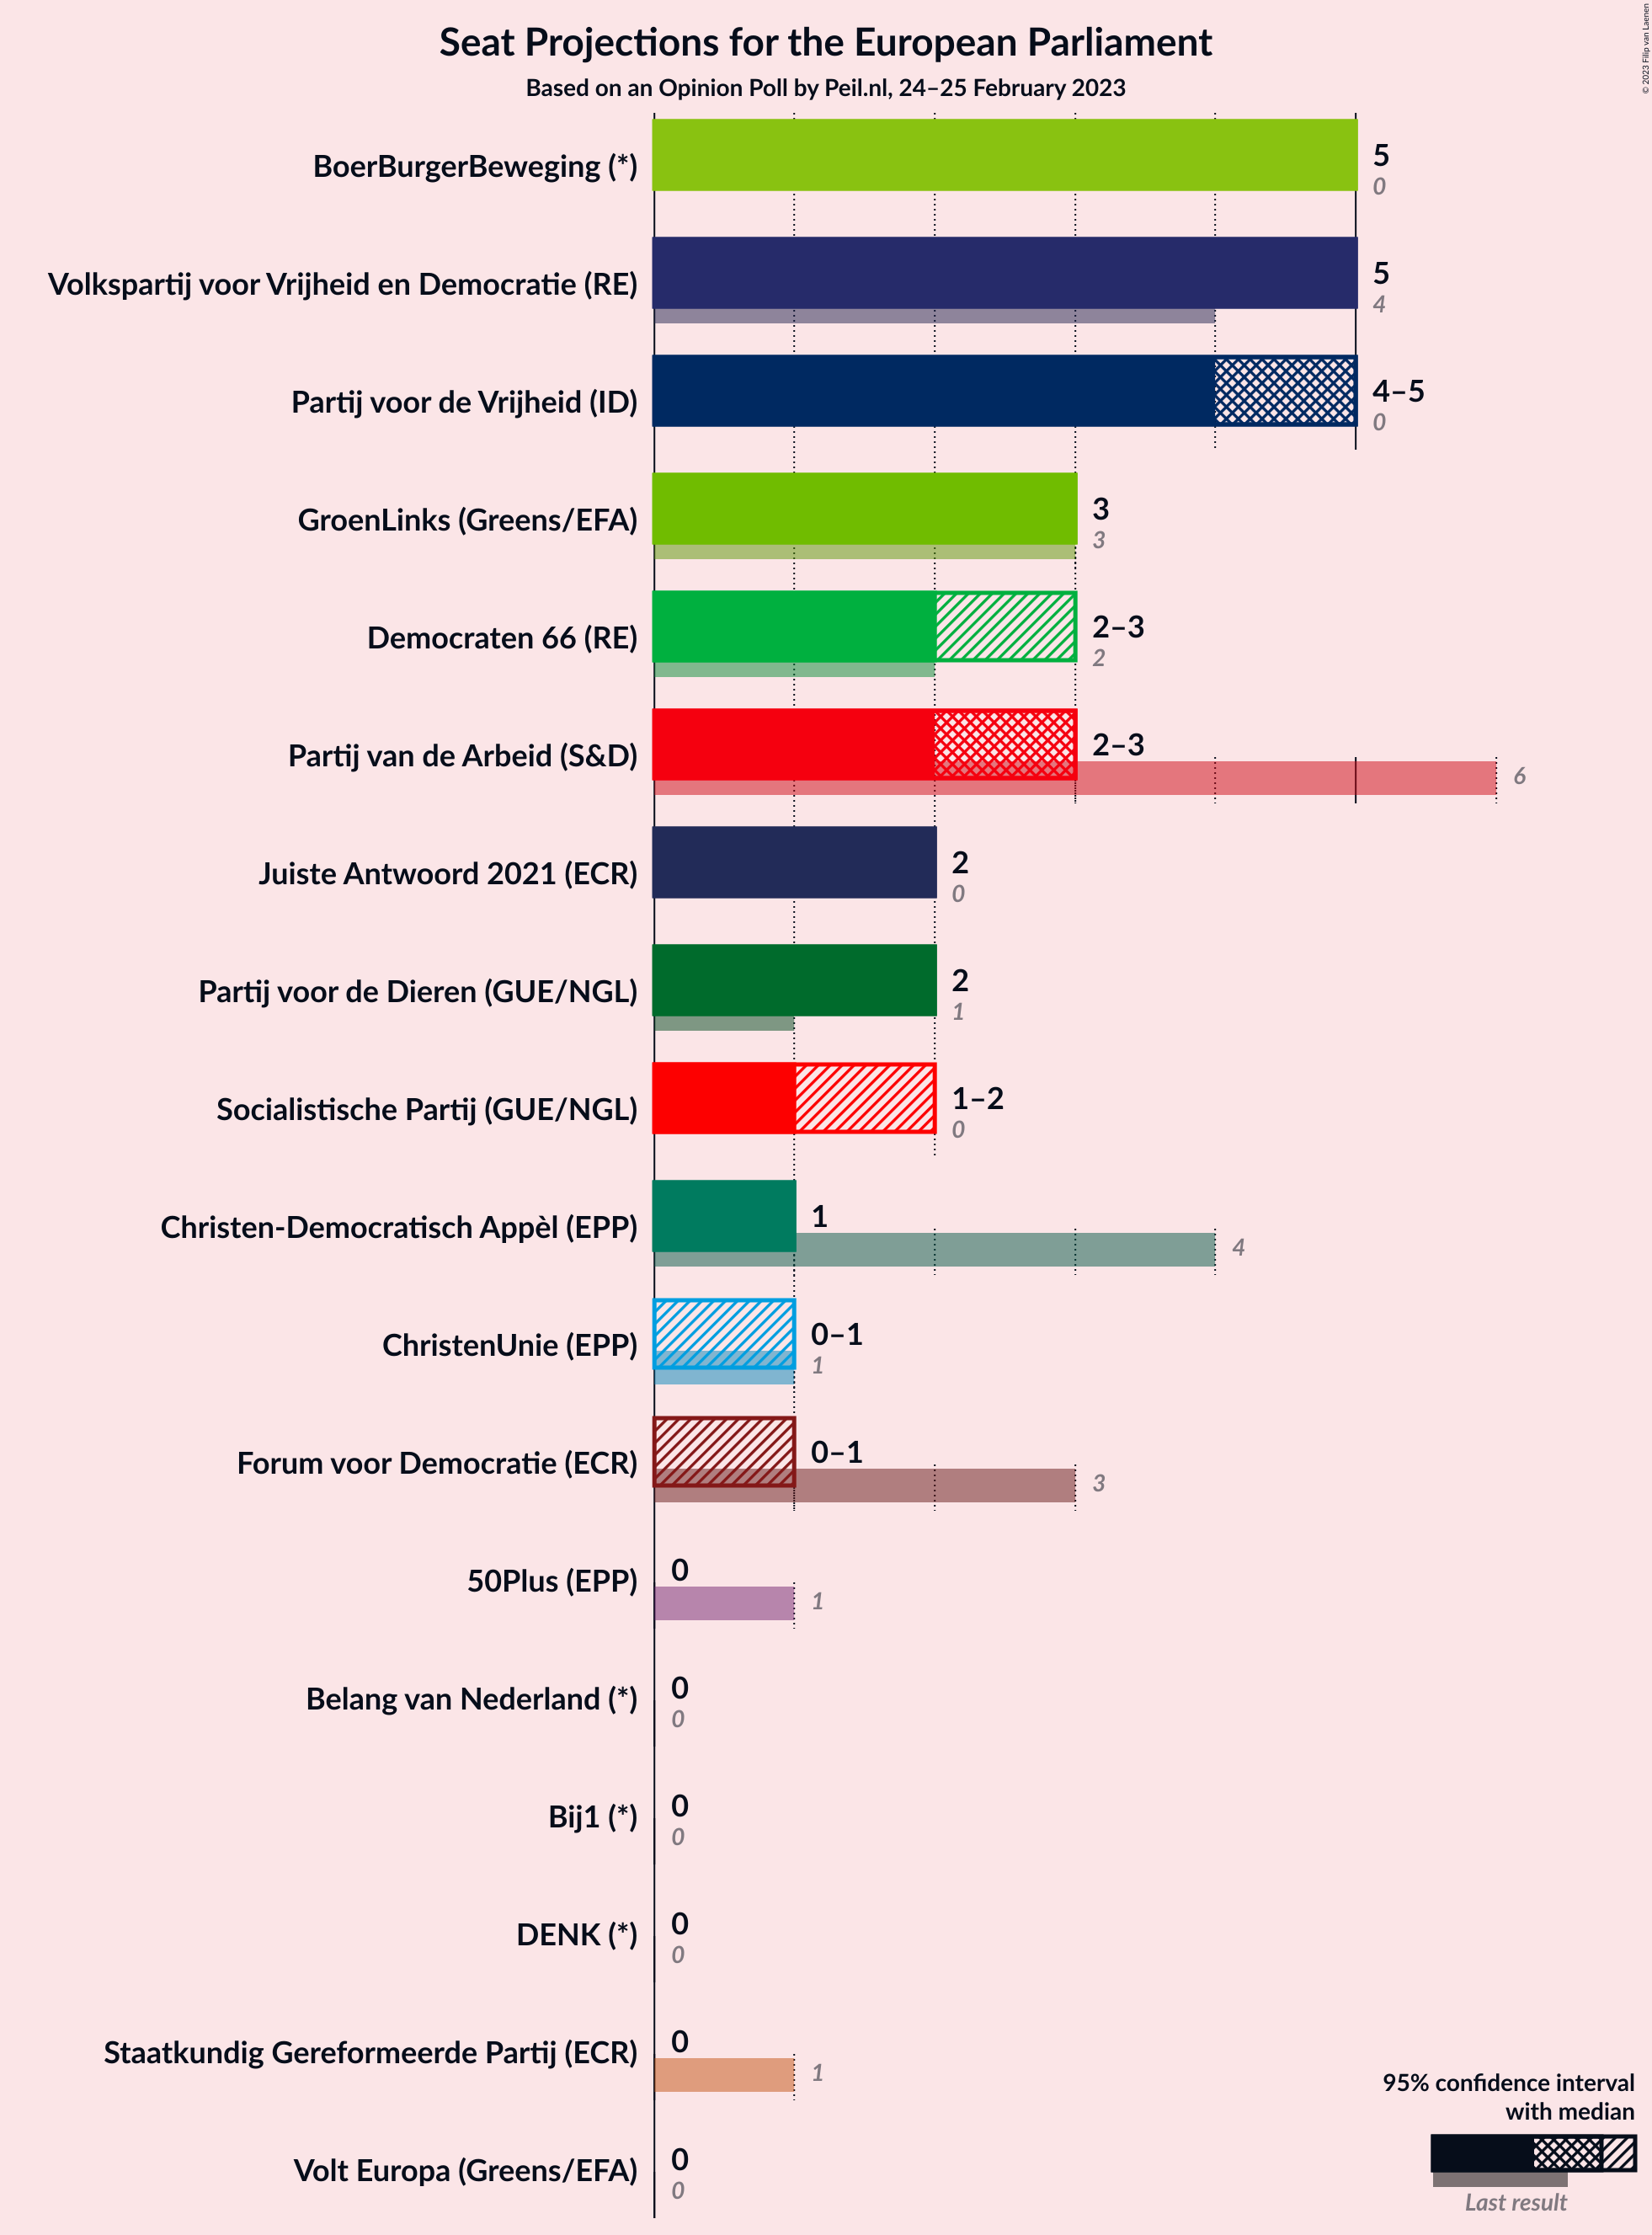 Seat Projections for the European Parliament
Based on an Opinion Poll by Peil.nl, 24–25 February 2023
© 2023 Filip van Laenen
BoerBurgerBeweging (*)
5
0
Volkspartij voor Vrijheid en Democratie (RE)
5
4
Partij voor de Vrijheid (ID)
4–5
0
GroenLinks (Greens/EFA)
3
3
Democraten 66 (RE)
2–3
2
Partij van de Arbeid (S&D)
2–3
6
Juiste Antwoord 2021 (ECR)
2
0
Partij voor de Dieren (GUE/NGL)
2
1
Socialistische Partij (GUE/NGL)
1–2
0
Christen-Democratisch Appèl (EPP)
1
4
ChristenUnie (EPP)
0–1
1
Forum voor Democratie (ECR)
0–1
3
50Plus (EPP)
0
1
Belang van Nederland (*)
0
0
Bij1 (*)
0
0
DENK (*)
0
0
Staatkundig Gereformeerde Partij (ECR)
0
1
Volt Europa (Greens/EFA)
0
0
95% confidence interval
with median
Last result